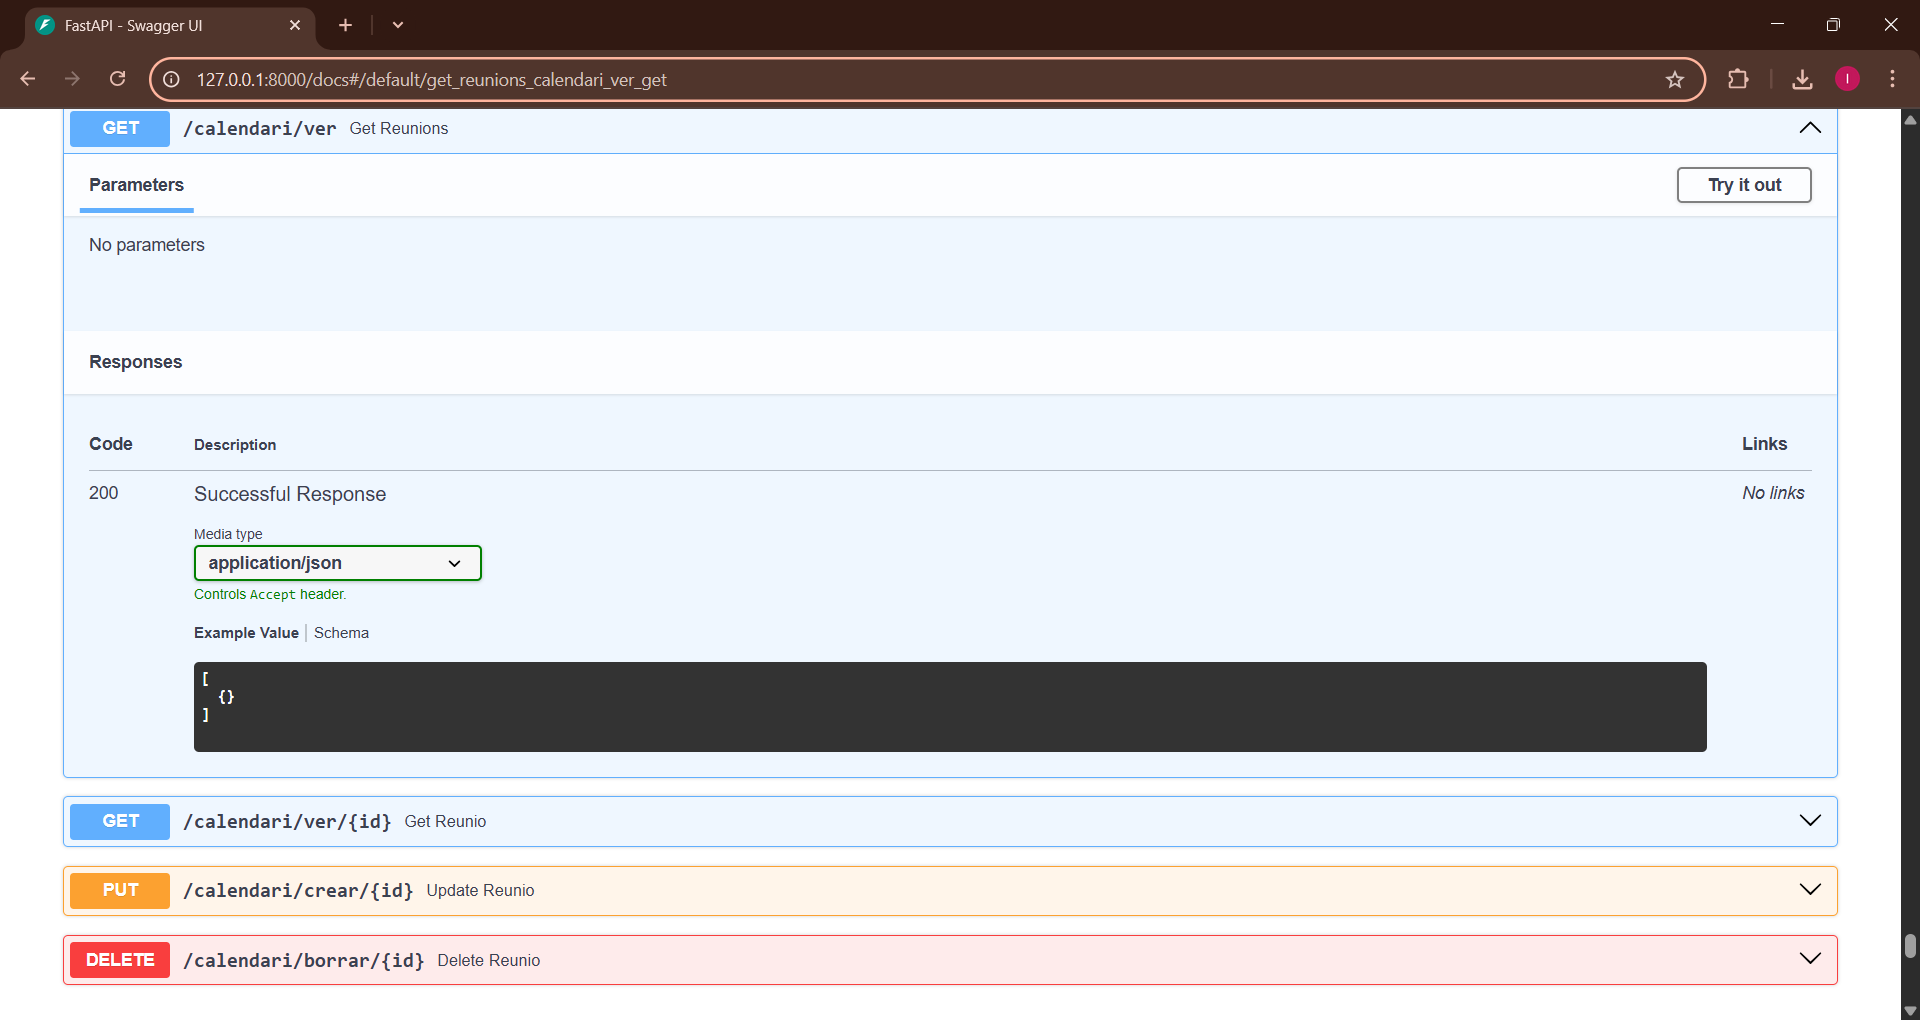 FastAPI - Swagger UI
127.0.0.1:8000/docs#/default/get_reunions_calendari_ver_get
I
GET /calendari/ver Get Reunions
Parameters
Try it out
No parameters
Responses
Code Description Links
200 Successful Response No links
Media type
application/json
Controls Accept header.
Example Value Schema
[
{}
]
GET /calendari/ver/{id} Get Reunio
PUT /calendari/crear/{id} Update Reunio
DELETE /calendari/borrar/{id} Delete Reunio